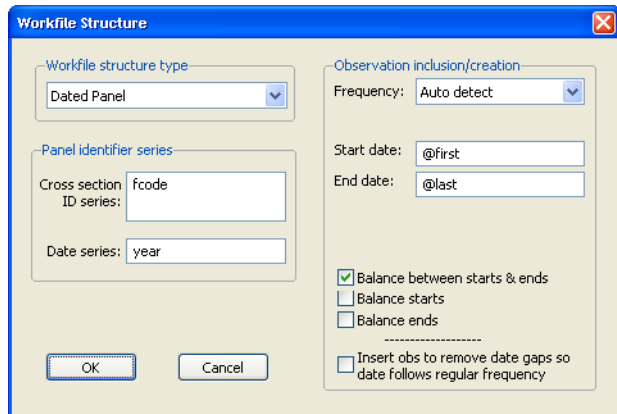 Workfile Structure
Workfile structure type
Dated Panel
Panel identifier series
Cross section
ID series:
fcode
Date series:
year
OK
Cancel
Observation inclusion/creation
Frequency:
Auto detect
Start date:
@first
End date:
@last
Balance between starts & ends
Balance starts
Balance ends
-------------------
Insert obs to remove date gaps so
date follows regular frequency